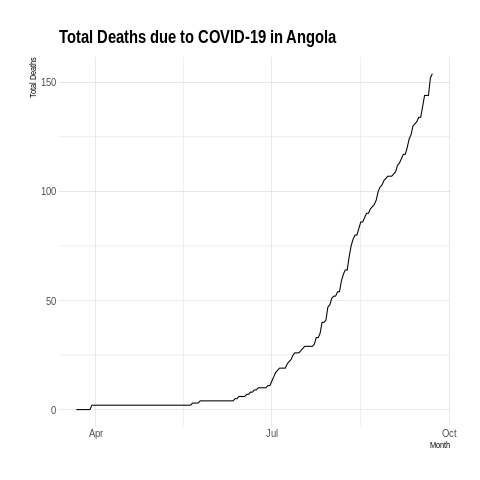 Total Deaths due to COVID-19 in Angola
Total Deaths
150
100
50
0
Apr
Jul
Oct
Month